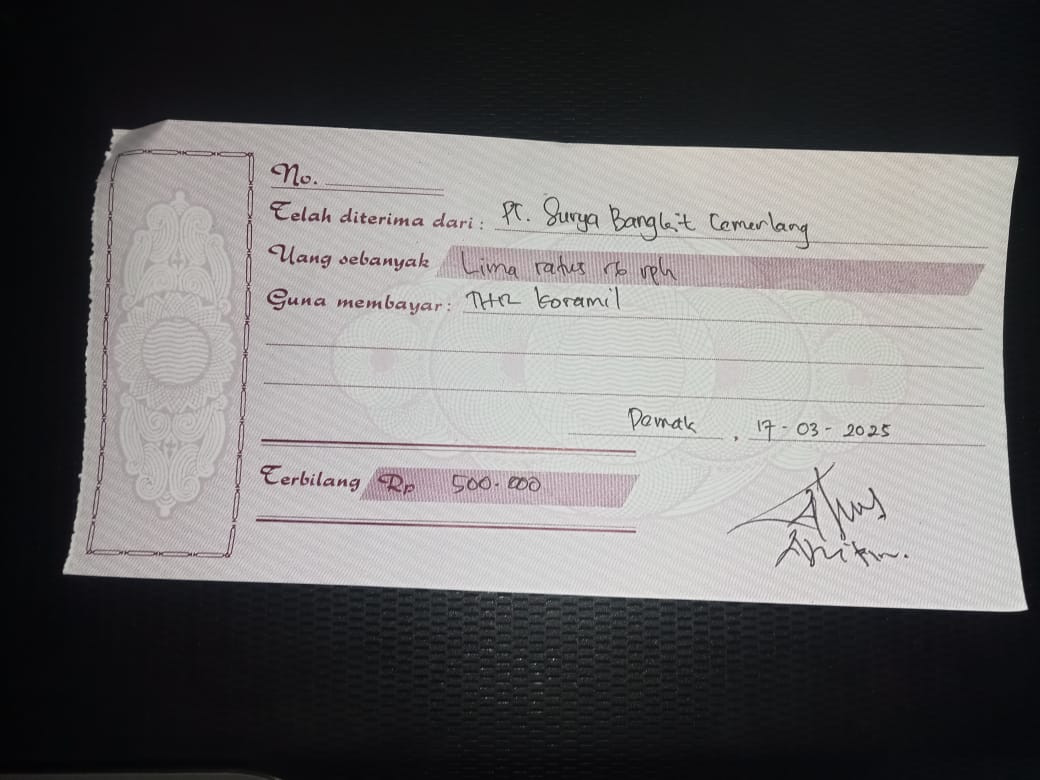 No.
Telah diterima dari : PT. Surya Bangkit Cemerlang
Uang sebanyak Lima ratus rb rph
Guna membayar : THR koramil
Demak, 17-03-2025
Terbilang Rp 500.000